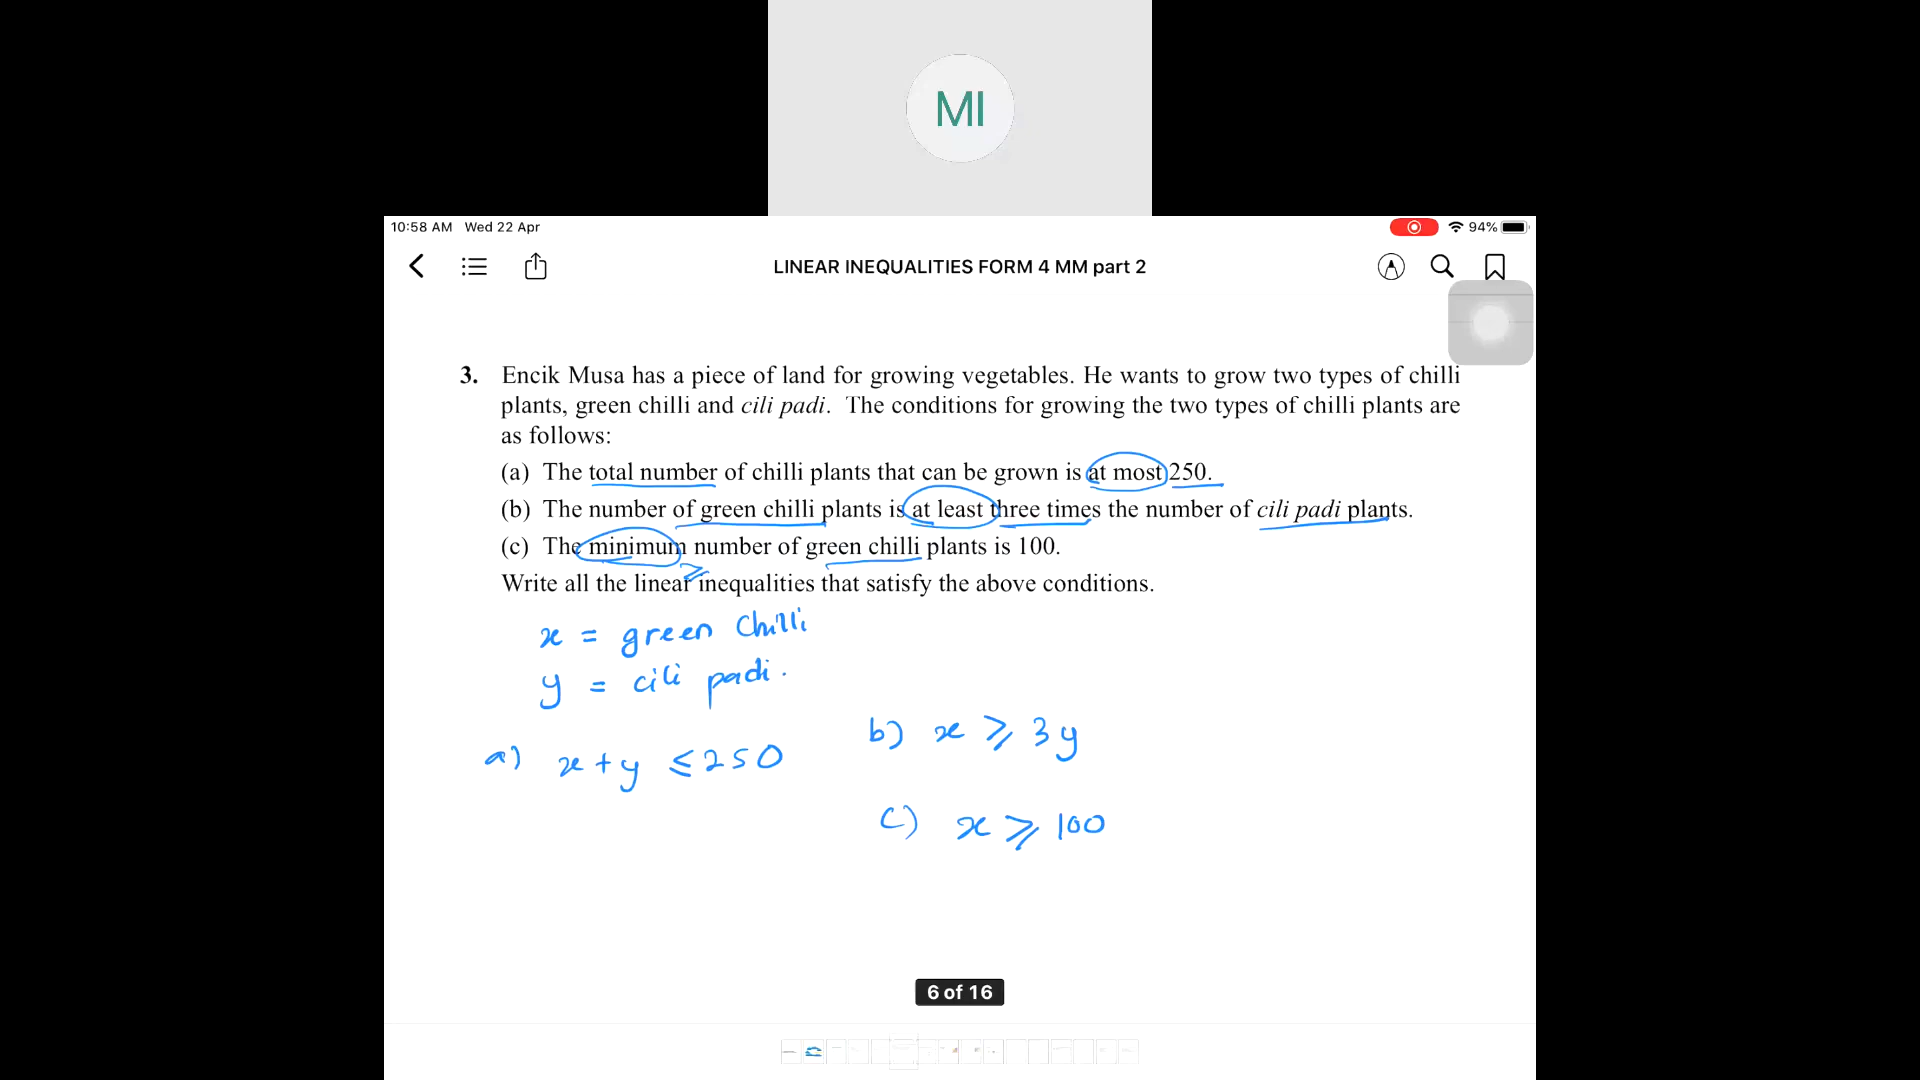 MI
10:58 AM Wed 22 Apr
94%
LINEAR INEQUALITIES FORM 4 MM part 2
3. Encik Musa has a piece of land for growing vegetables. He wants to grow two types of chilli
plants, green chilli and cili padi. The conditions for growing the two types of chilli plants are
as follows:
(a) The total number of chilli plants that can be grown is at most 250.
(b) The number of green chilli plants is at least three times the number of cili padi plants.
(c) The minimum number of green chilli plants is 100.
≥
Write all the linear inequalities that satisfy the above conditions.
x = green Chilli
y = cili padi.
a) x + y ≤ 250
b) x ≥ 3y
c) x ≥ 100
6 of 16